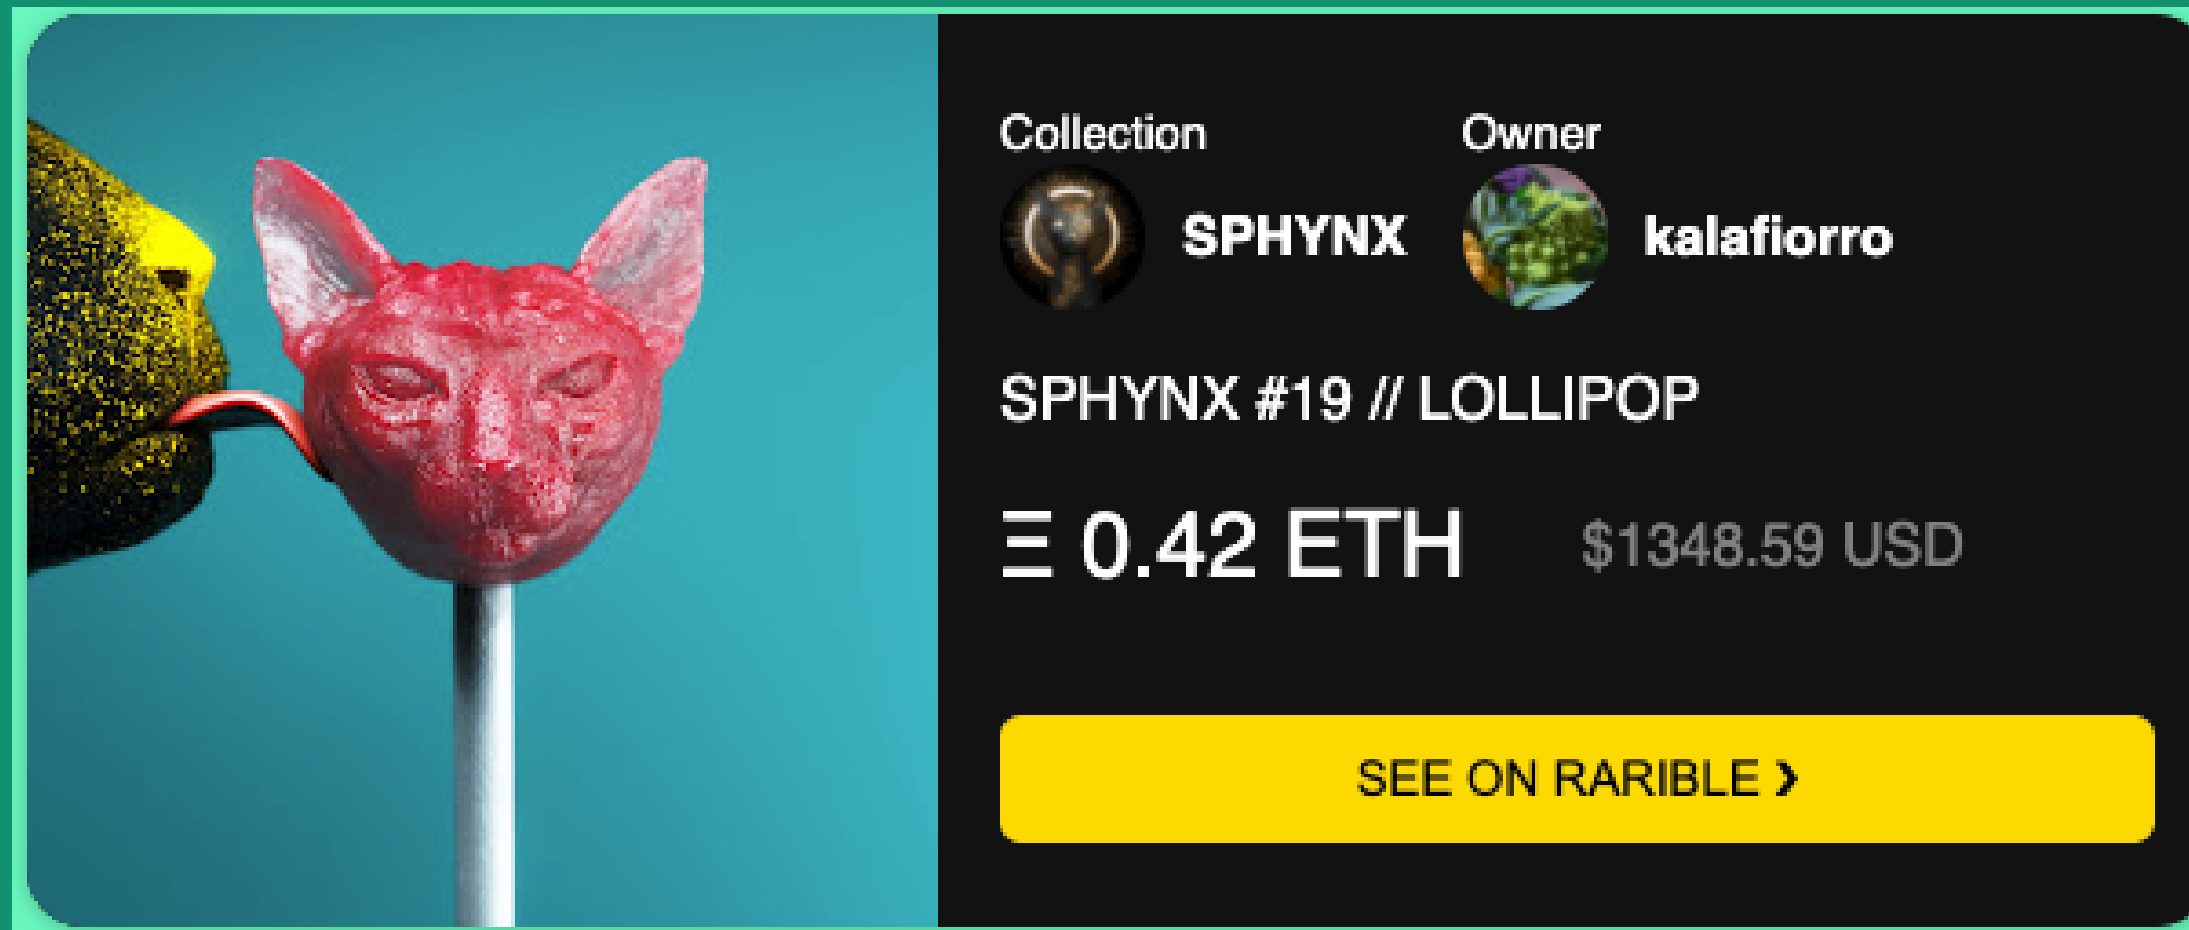 Collection
SPHYNX
Owner
kalafiorro
SPHYNX #19 // LOLLIPOP
Ξ 0.42 ETH
$1348.59 USD
SEE ON RARIBLE ❯